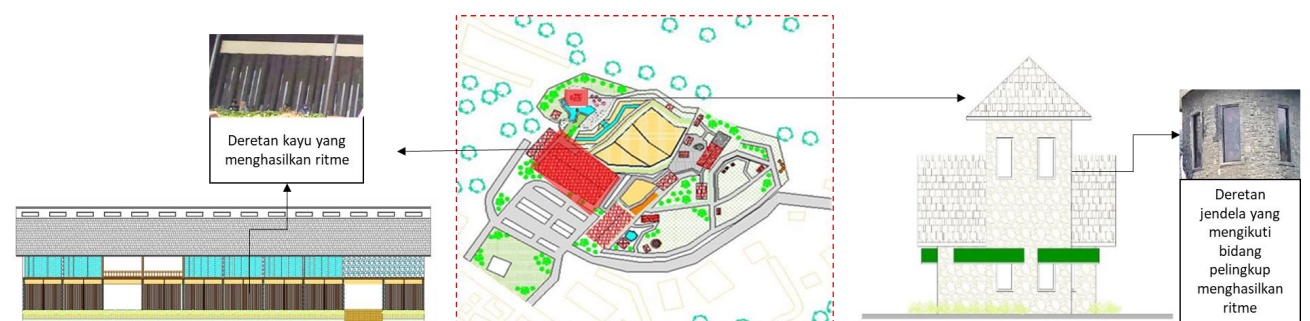 Deretan kayu yang
menghasilkan ritme
Deretan
jendela yang
mengikuti
bidang
pelingkup
menghasilkan
ritme